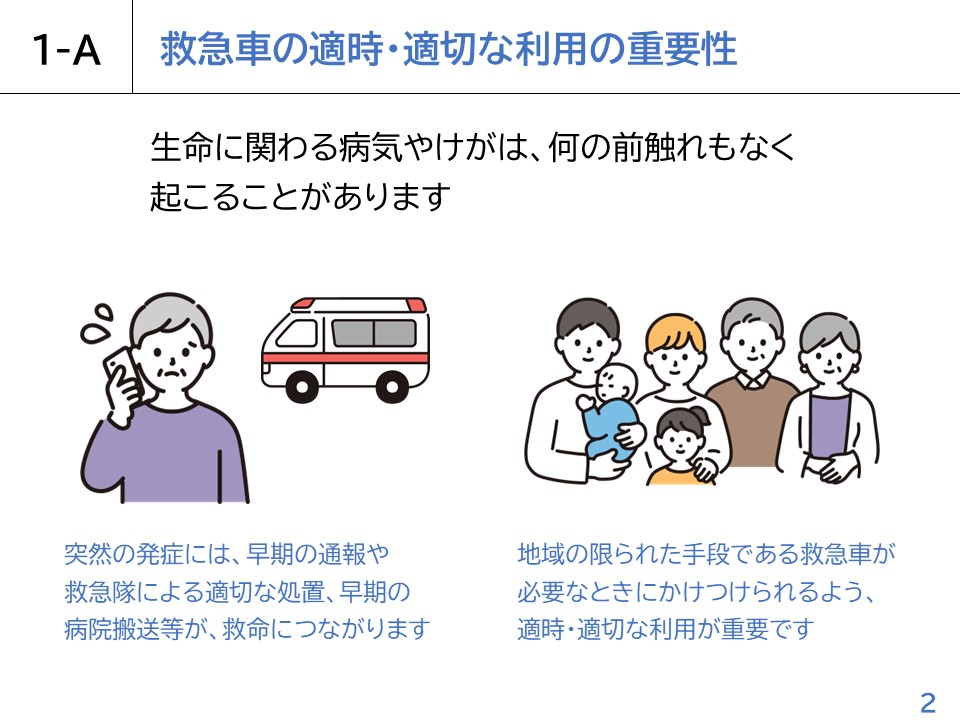 1-A
救急車の適時・適切な利用の重要性
生命に関わる病気やけがは、何の前触れもなく
起こることがあります
突然の発症には、早期の通報や
救急隊による適切な処置、早期の
病院搬送等が、救命につながります
地域の限られた手段である救急車が
必要なときにかけつけられるよう、
適時・適切な利用が重要です
2